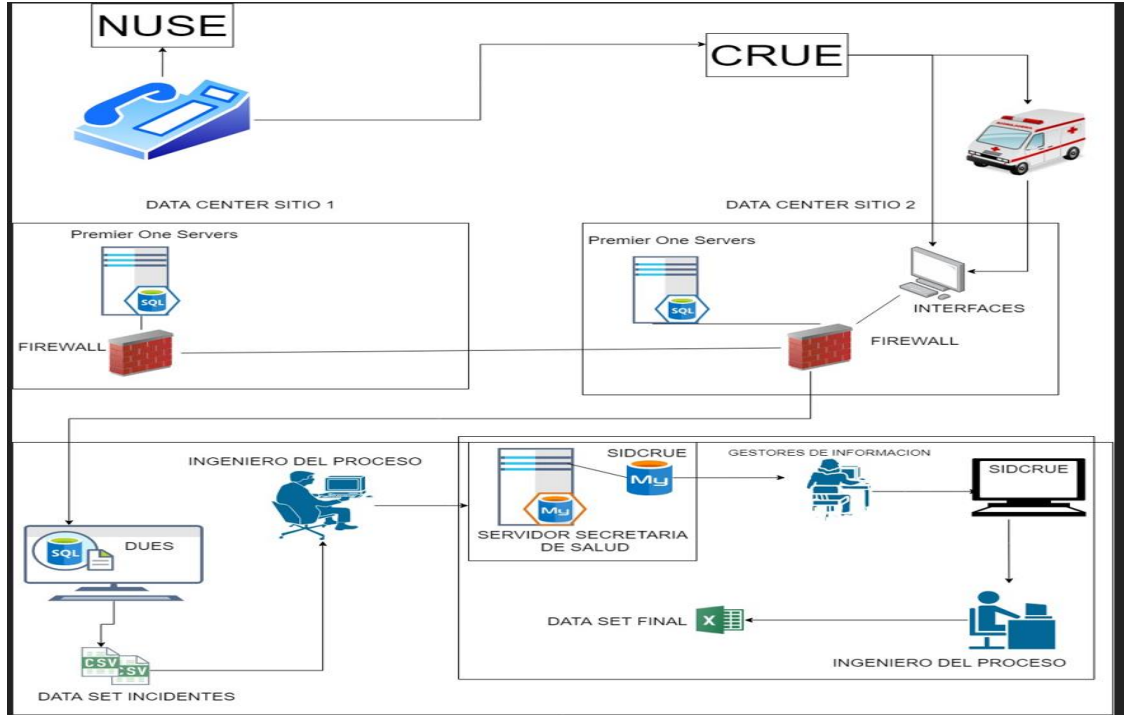 NUSE
CRUE
AMBULANCE
DATA CENTER SITIO 1
DATA CENTER SITIO 2
Premier One Servers
SQL
FIREWALL
Premier One Servers
SQL
INTERFACES
FIREWALL
INGENIERO DEL PROCESO
SIDCRUE
My
My
SERVIDOR SECRETARIA
DE SALUD
GESTORES DE INFORMACION
SIDCRUE
SQL
DUES
CSV
CSV
DATA SET INCIDENTES
DATA SET FINAL
X
INGENIERO DEL PROCESO